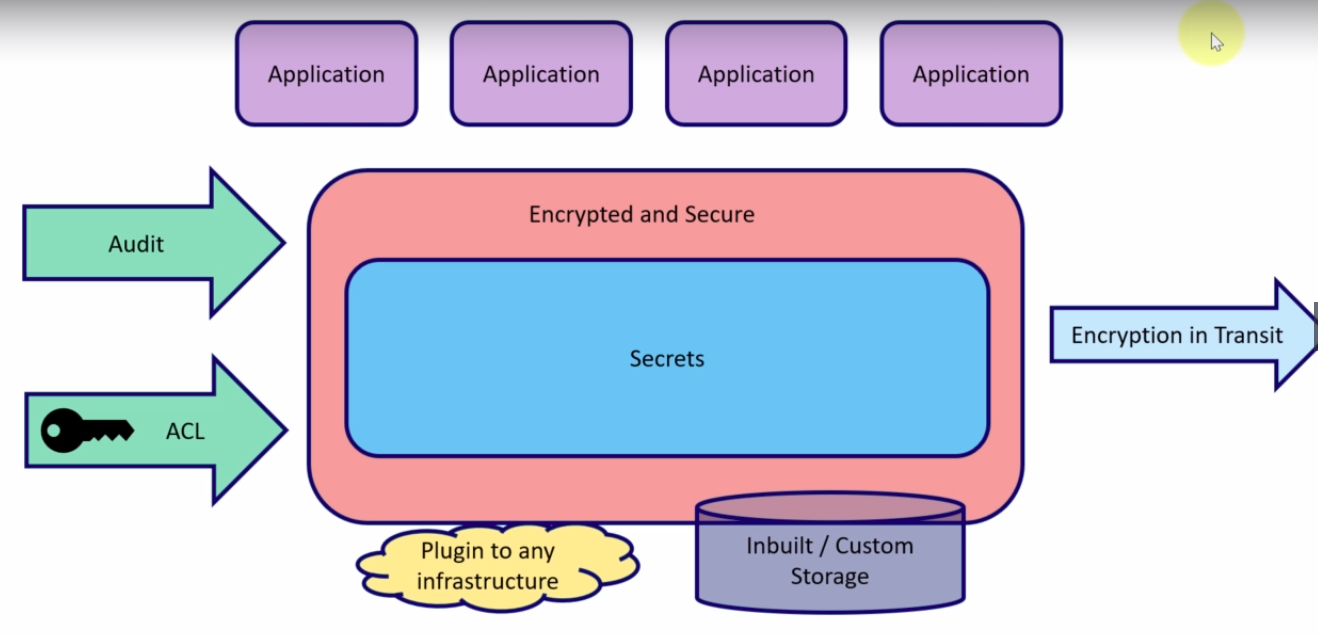 Application
Application
Application
Application
Encrypted and Secure
Audit
Encryption in Transit
Secrets
ACL
Plugin to any
infrastructure
Inbuilt / Custom
Storage